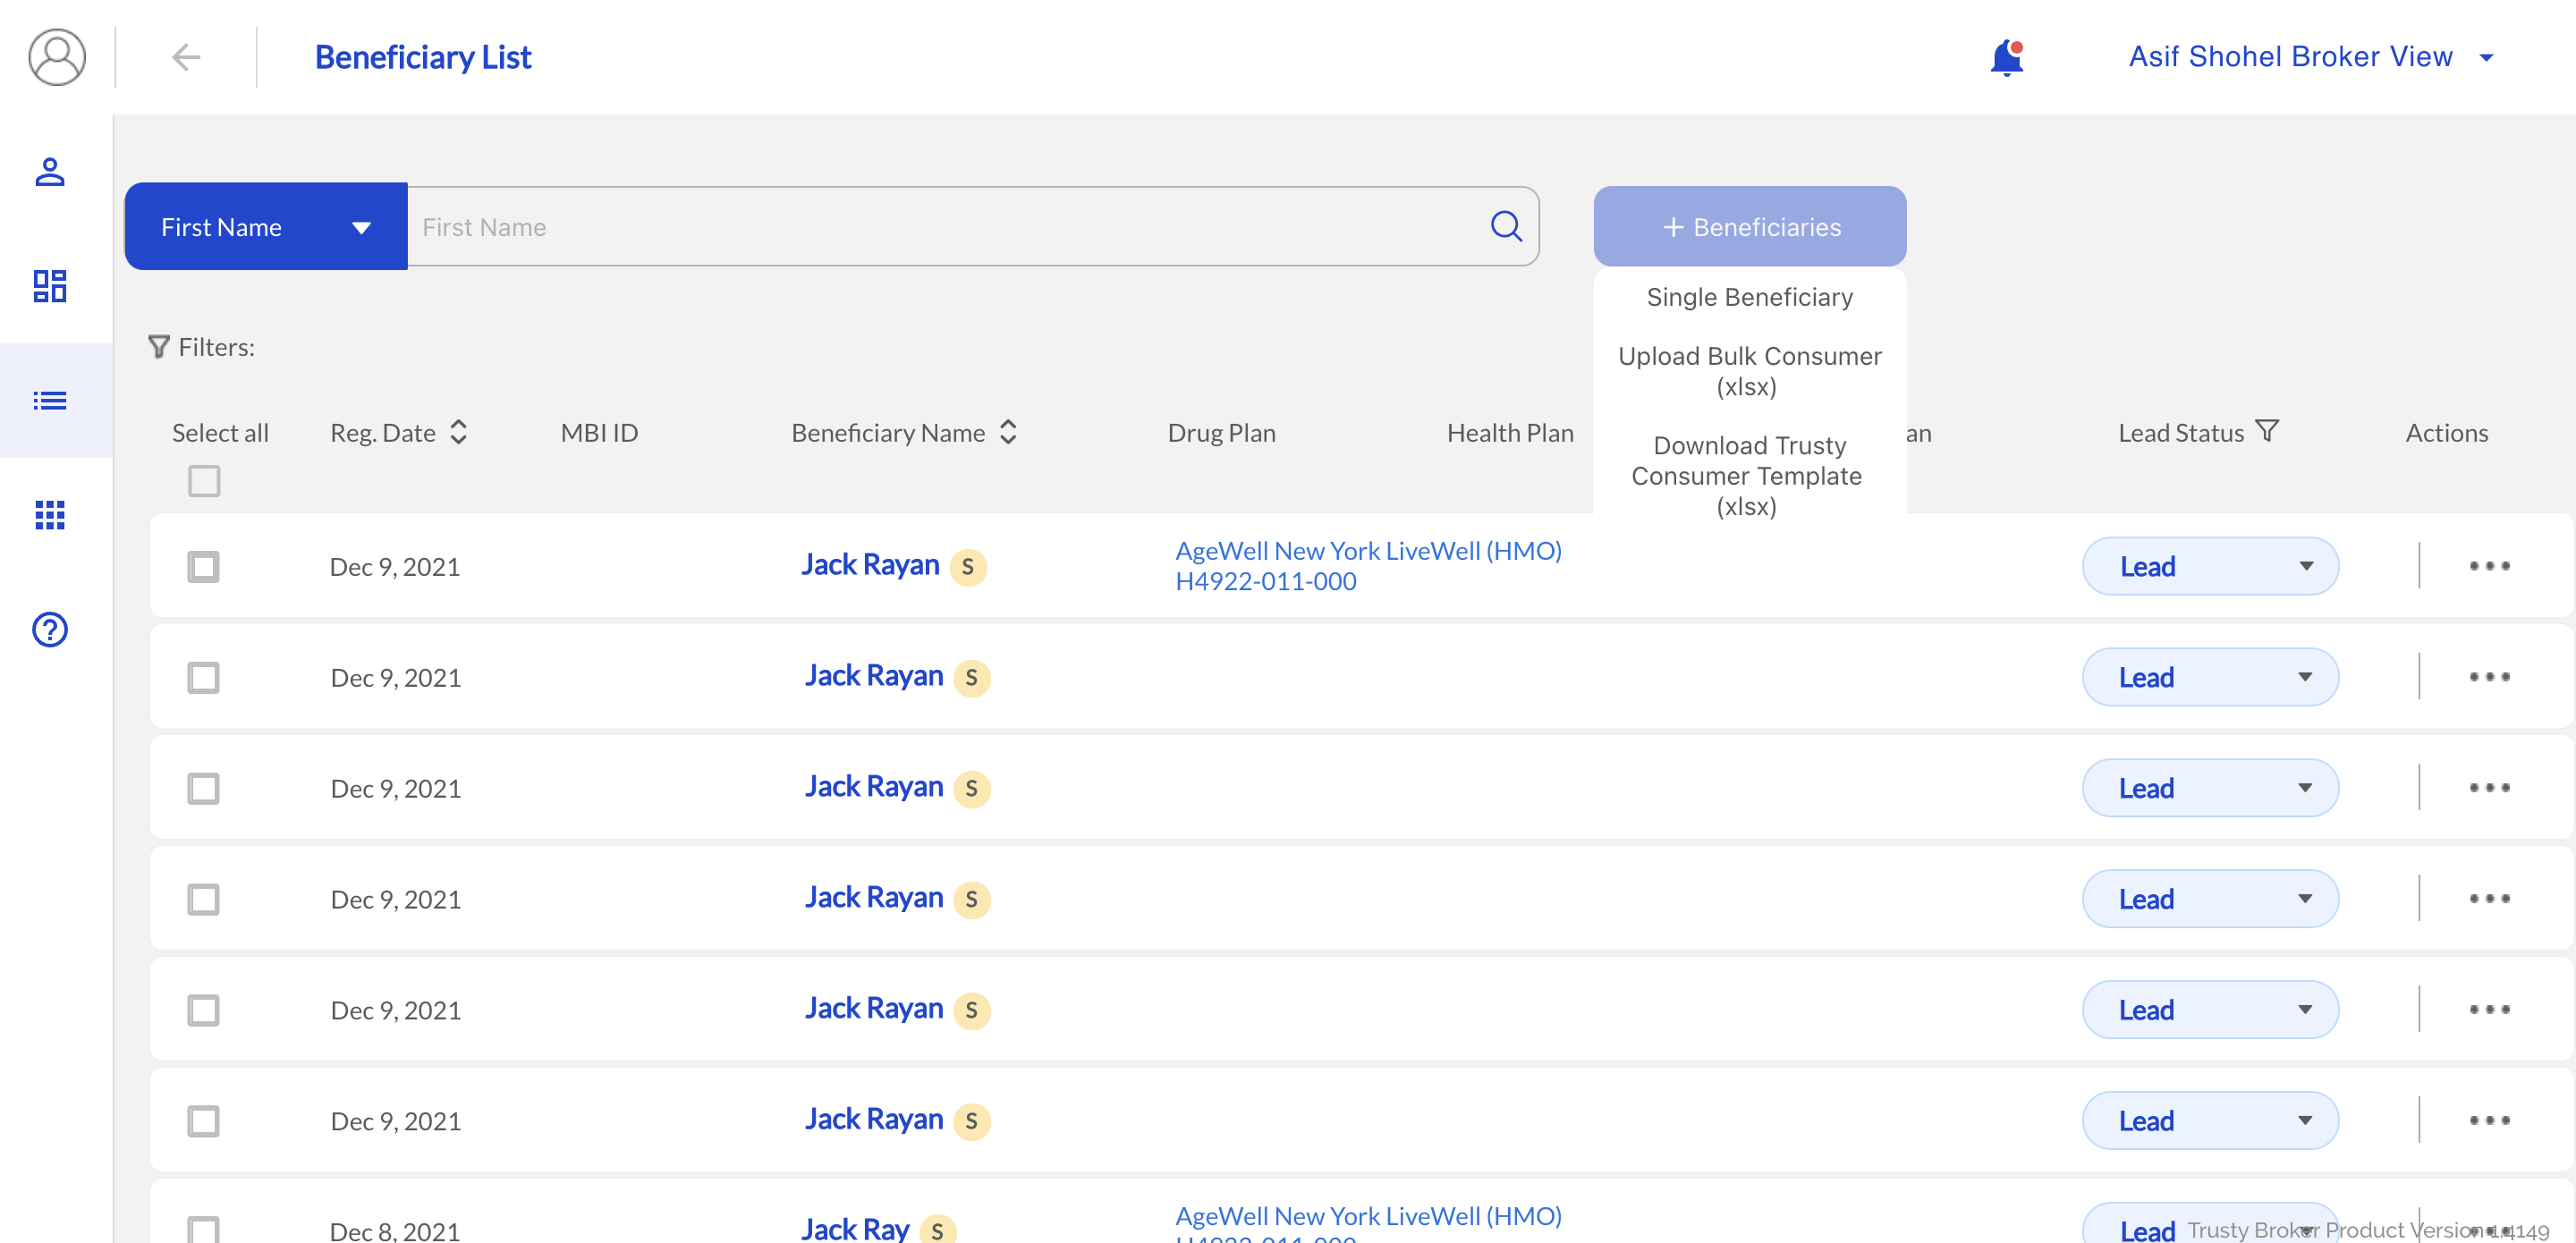 Beneficiary List
Asif Shohel Broker View
First Name
First Name
+ Beneficiaries
Single Beneficiary
Upload Bulk Consumer
(xlsx)
Download Trusty
Consumer Template
(xlsx)
Filters:
Select all Reg. Date MBI ID Beneficiary Name Drug Plan Health Plan an Lead Status Actions
Dec 9, 2021 Jack Rayan S AgeWell New York LiveWell (HMO) Lead
H4922-011-000
Dec 9, 2021 Jack Rayan S Lead
Dec 9, 2021 Jack Rayan S Lead
Dec 9, 2021 Jack Rayan S Lead
Dec 9, 2021 Jack Rayan S Lead
Dec 9, 2021 Jack Rayan S Lead
Dec 8, 2021 Jack Ray S AgeWell New York LiveWell (HMO) Lead
H4922-011-000
Trusty Broker Product Version 1.4149